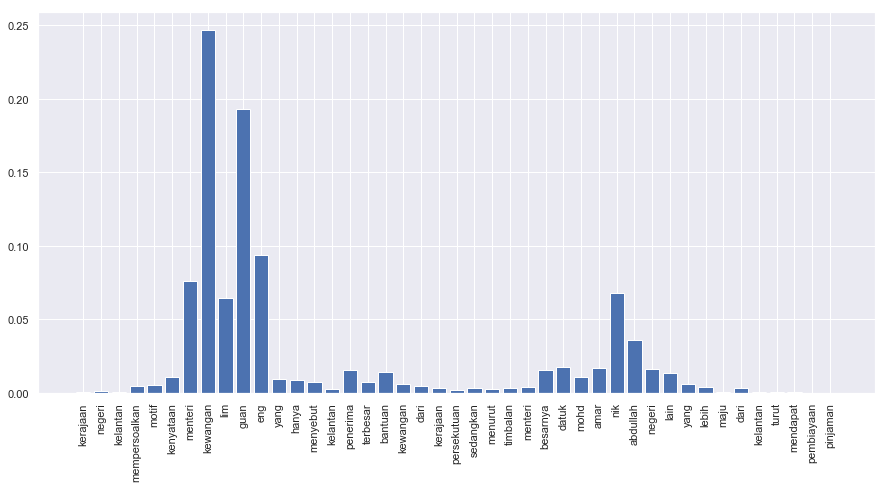 0.25
0.20
0.15
0.10
0.05
0.00
kerajaan
negeri
kelantan
mempersoalkan
motif
kenyataan
menteri
kewangan
lim
guan
eng
yang
hanya
menyebut
kelantan
penerima
terbesar
bantuan
kewangan
dari
kerajaan
persekutuan
sedangkan
menurut
timbalan
menteri
besarnya
datuk
mohd
amar
nik
abdullah
negeri
lain
yang
lebih
maju
dari
kelantan
turut
mendapat
pembiayaan
pinjaman